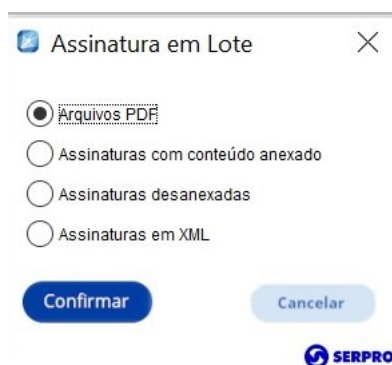 Assinatura em Lote
Arquivos PDF
Assinaturas com conteúdo anexado
Assinaturas desanexadas
Assinaturas em XML
Confirmar Cancelar
SERPRO